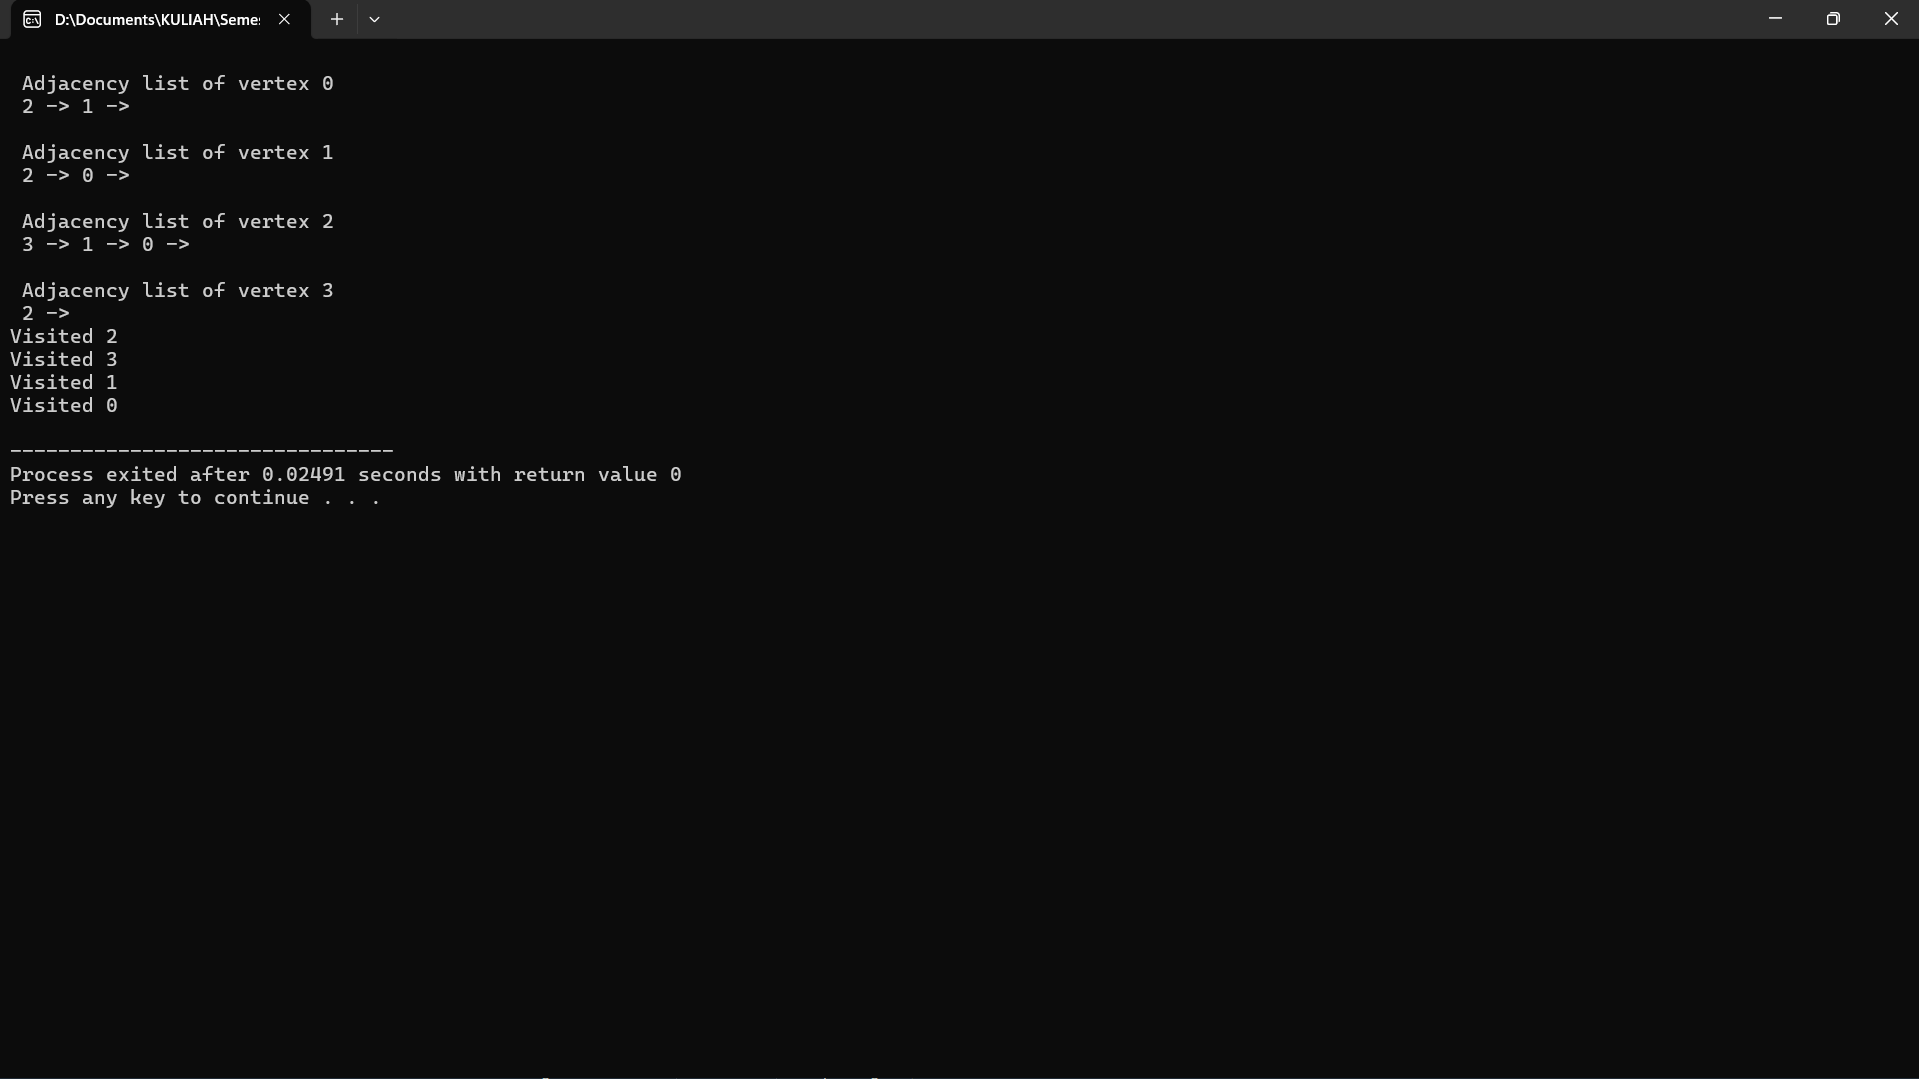 D:\Documents\KULIAH\Seme
Adjacency list of vertex 0
2 -> 1 ->
Adjacency list of vertex 1
2 -> 0 ->
Adjacency list of vertex 2
3 -> 1 -> 0 ->
Adjacency list of vertex 3
2 ->
Visited 2
Visited 3
Visited 1
Visited 0
--------------------------------
Process exited after 0.02491 seconds with return value 0
Press any key to continue . . .